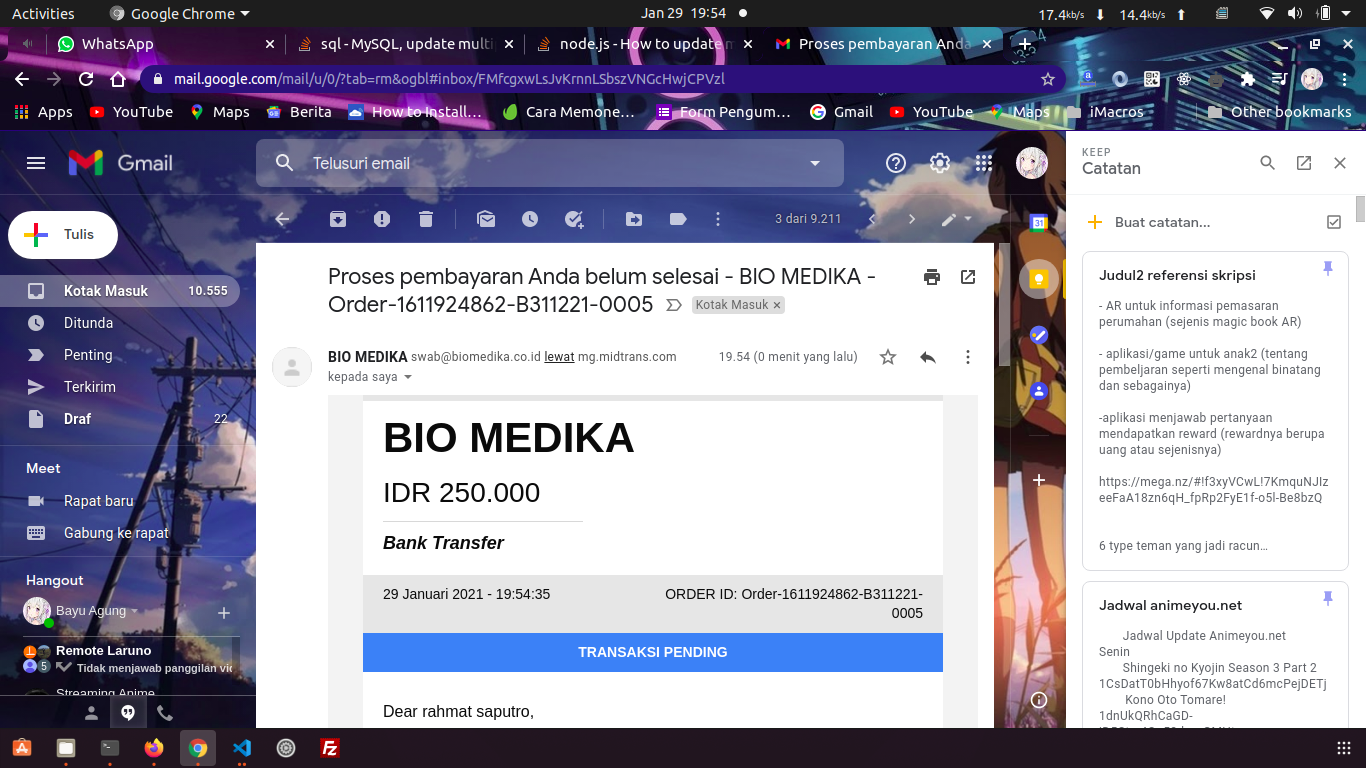 Activities
Google Chrome
Jan 29 19:54
17.4kb/s
14.4kb/s
WhatsApp
sql - MySQL, update multip
node.js - How to update m
Proses pembayaran Anda
mail.google.com/mail/u/0/?tab=rm&ogbl#inbox/FMfcgxwLsJvKrnnLSbszVNGcHwjCPVzl
Apps
YouTube
Maps
Berita
How to Install...
Cara Memone...
Form Pengum...
Gmail
YouTube
Maps
iMacros
Other bookmarks
Gmail
Telusuri email
KEEP
Catatan
Tulis
3 dari 9.211
Buat catatan...
Kotak Masuk 10.555
Ditunda
Penting
Terkirim
Draf 22
Meet
Rapat baru
Gabung ke rapat
Hangout
Bayu Agung
Remote Laruno
5 Tidak menjawab panggilan vid
Streaming Anime
Proses pembayaran Anda belum selesai - BIO MEDIKA -
Order-1611924862-B311221-0005 Kotak Masuk
BIO MEDIKA swab@biomedika.co.id lewat mg.midtrans.com
19.54 (0 menit yang lalu)
kepada saya
BIO MEDIKA
IDR 250.000
Bank Transfer
29 Januari 2021 - 19:54:35
ORDER ID: Order-1611924862-B311221-
0005
TRANSAKSI PENDING
Dear rahmat saputro,
31
Judul2 referensi skripsi
- AR untuk informasi pemasaran
perumahan (sejenis magic book AR)
- aplikasi/game untuk anak2 (tentang
pembeljaran seperti mengenal binatang
dan sebagainya)
-aplikasi menjawab pertanyaan
mendapatkan reward (rewardnya berupa
uang atau sejenisnya)
https://mega.nz/#!f3xyVCwL!7KmquNJIz
eeFaA18zn6qH_fpRp2FyE1f-o5l-Be8bzQ
6 type teman yang jadi racun...
Jadwal animeyou.net
Jadwal Update Animeyou.net
Senin
Shingeki no Kyojin Season 3 Part 2
1CsDatT0bHhyof67Kw8atCd6mcPejDETj
Kono Oto Tomare!
1dnUkQRhCaGD-